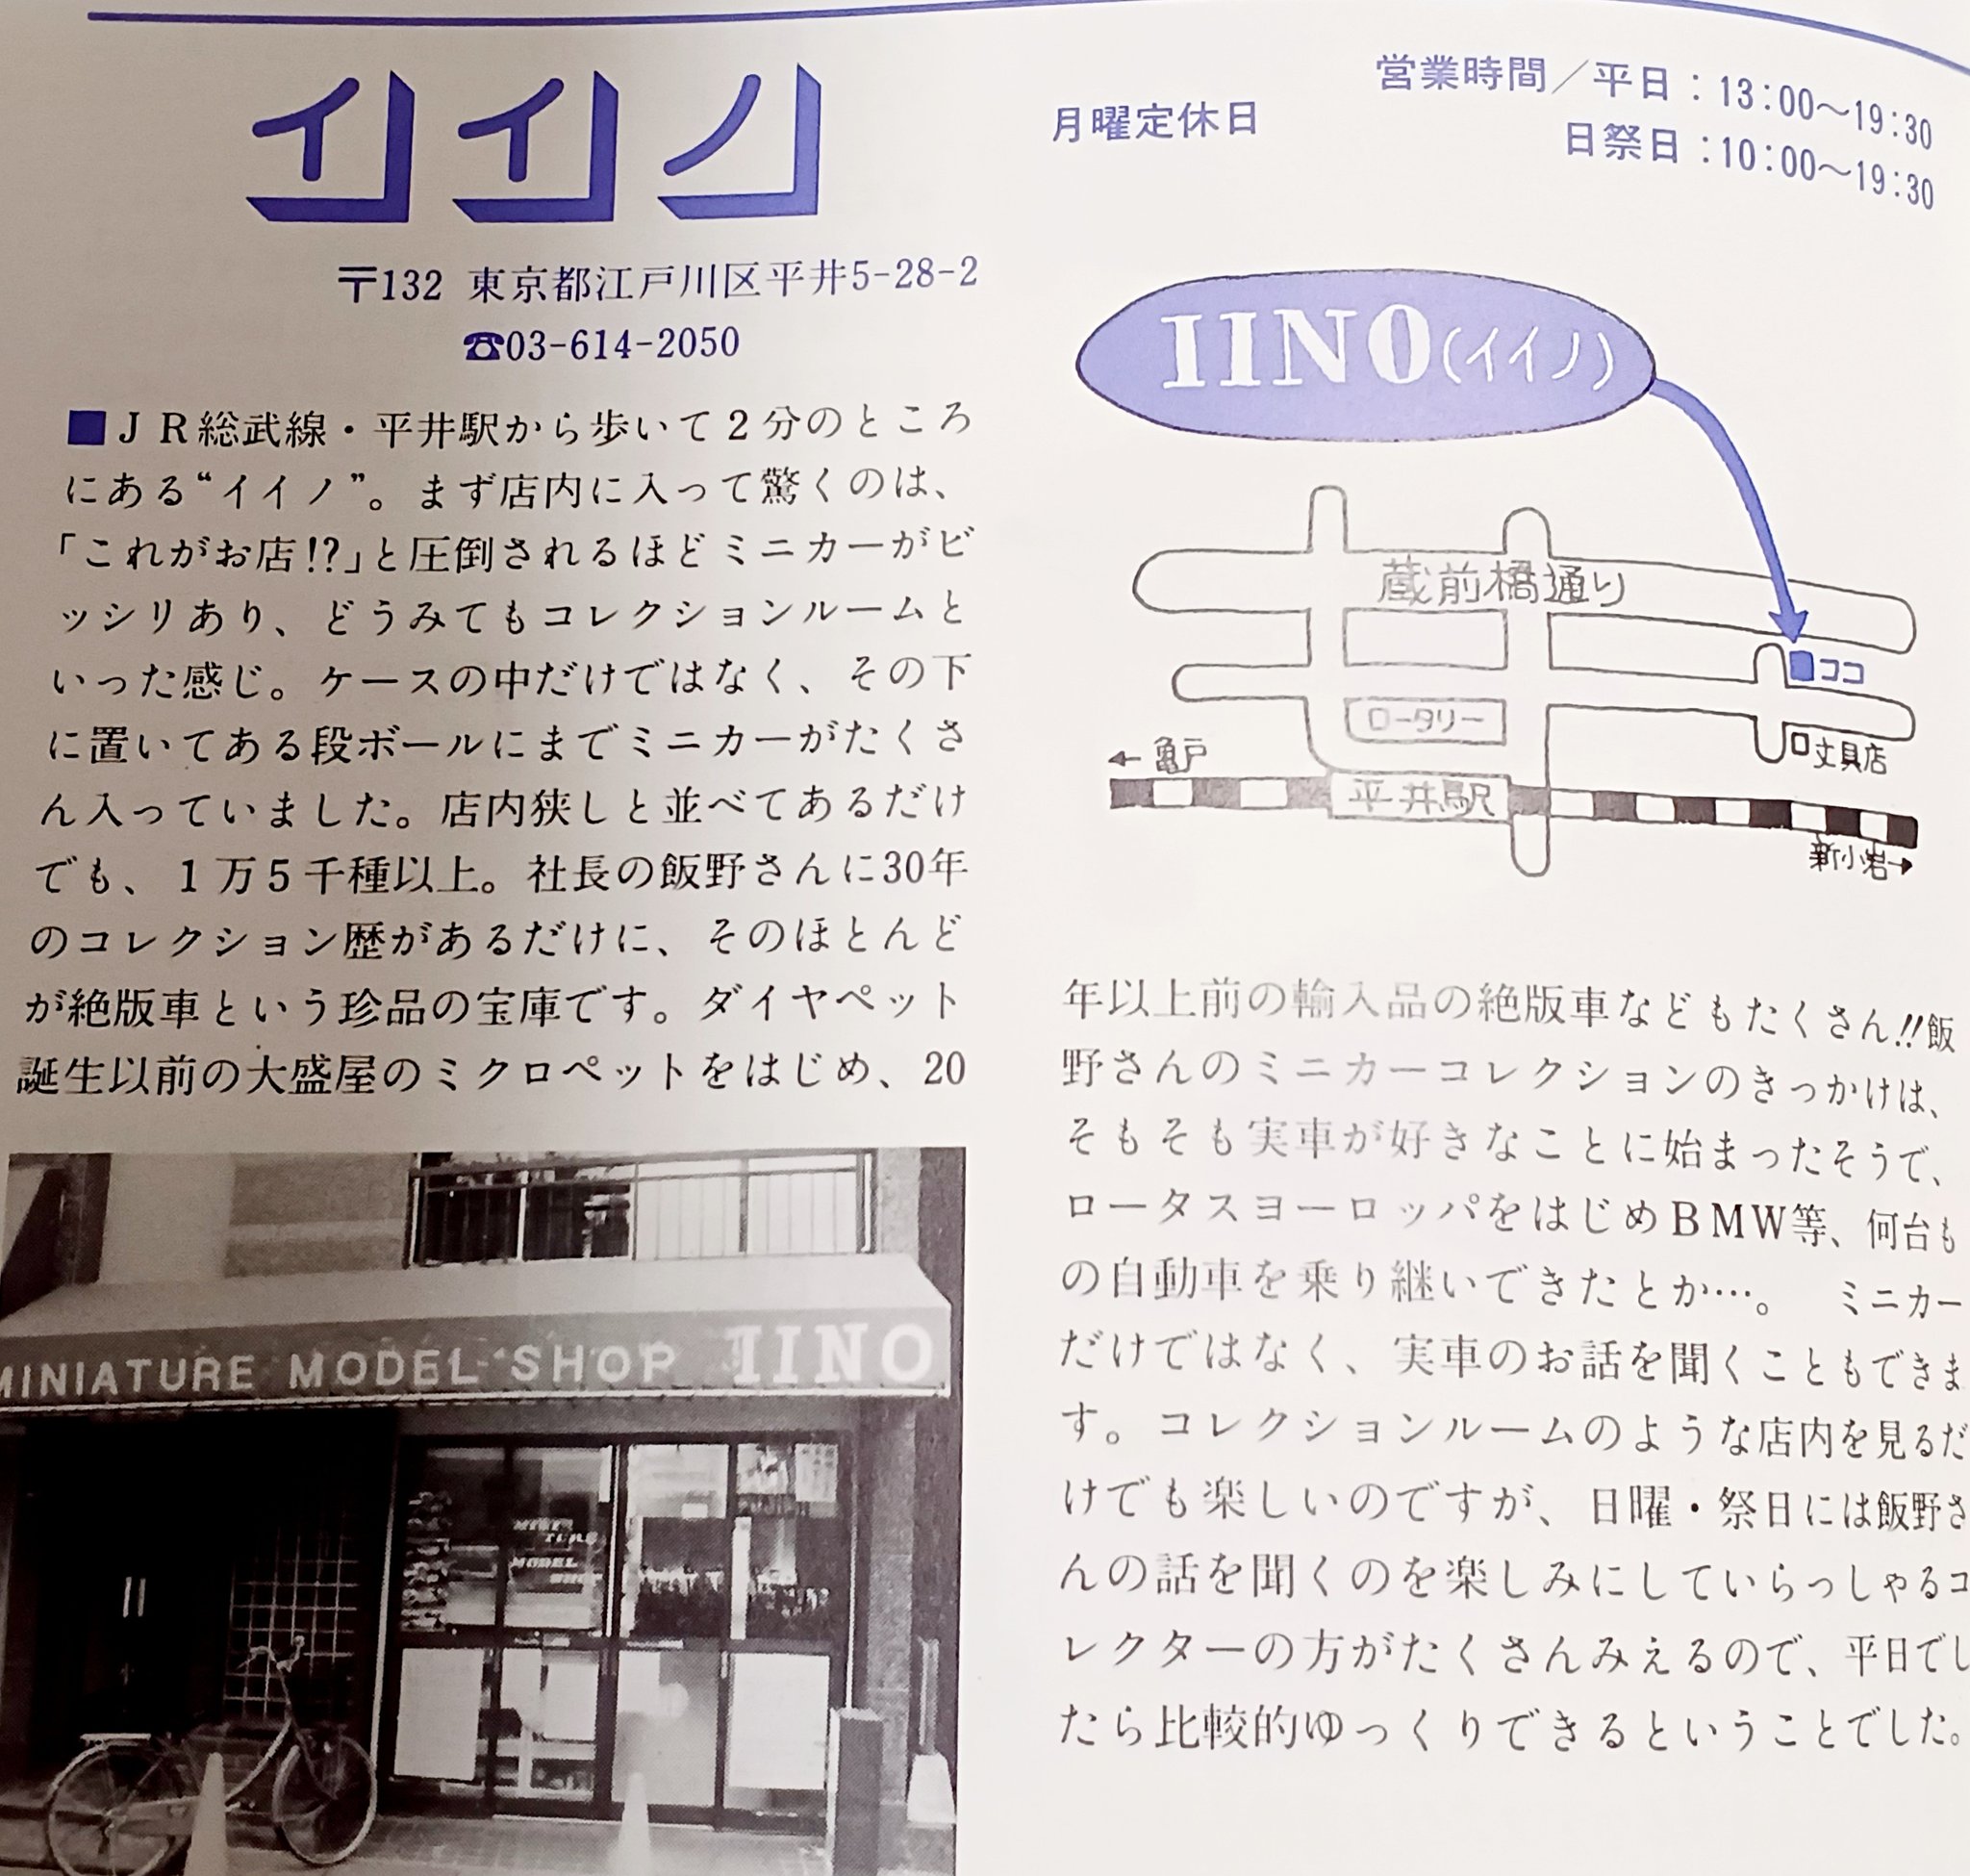 イイノ
〒132 東京都江戸川区平井5-28-2
☎03-614-2050
月曜定休日
営業時間／平日：13:00〜19:30
日祭日：10:00〜19:30
■ＪＲ総武線・平井駅から歩いて２分のところ
にある“イイノ”。まず店内に入って驚くのは、
「これがお店!?」と圧倒されるほどミニカーがビ
ッシリあり、どうみてもコレクションルームと
いった感じ。ケースの中だけではなく、その下
に置いてある段ボールにまでミニカーがたくさ
ん入っていました。店内狭しと並べてあるだけ
でも、１万５千種以上。社長の飯野さんに30年
のコレクション歴があるだけに、そのほとんど
が絶版車という珍品の宝庫です。ダイヤペット
誕生以前の大盛屋のミクロペットをはじめ、20
IINO(イイノ)
蔵前橋通り
ココ
ロータリー
文具店
←亀戸
平井駅
新小岩→
年以上前の輸入品の絶版車などもたくさん!!飯
野さんのミニカーコレクションのきっかけは、
そもそも実車が好きなことに始まったそうで、
ロータスヨーロッパをはじめＢＭＷ等、何台も
の自動車を乗り継いできたとか…。　ミニカー
だけではなく、実車のお話を聞くこともできま
す。コレクションルームのような店内を見るだ
けでも楽しいのですが、日曜・祭日には飯野さ
んの話を聞くのを楽しみにしていらっしゃるコ
レクターの方がたくさんみえるので、平日でし
たら比較的ゆっくりできるということでした。
MINIATURE MODEL SHOP IINO
MODEL